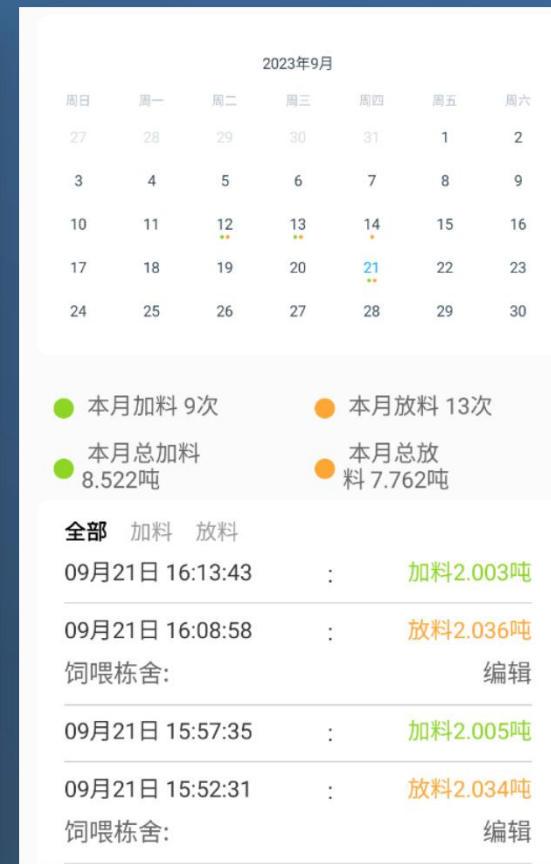 2023年9月
周日 周一 周二 周三 周四 周五 周六
27 28 29 30 31 1 2
3 4 5 6 7 8 9
10 11 12 13 14 15 16
17 18 19 20 21 22 23
24 25 26 27 28 29 30
本月加料 9次 本月放料 13次
本月总加料 本月总放
8.522吨 料 7.762吨
全部 加料 放料
09月21日 16:13:43 : 加料2.003吨
09月21日 16:08:58 : 放料2.036吨
饲喂栋舍: 编辑
09月21日 15:57:35 : 加料2.005吨
09月21日 15:52:31 : 放料2.034吨
饲喂栋舍: 编辑